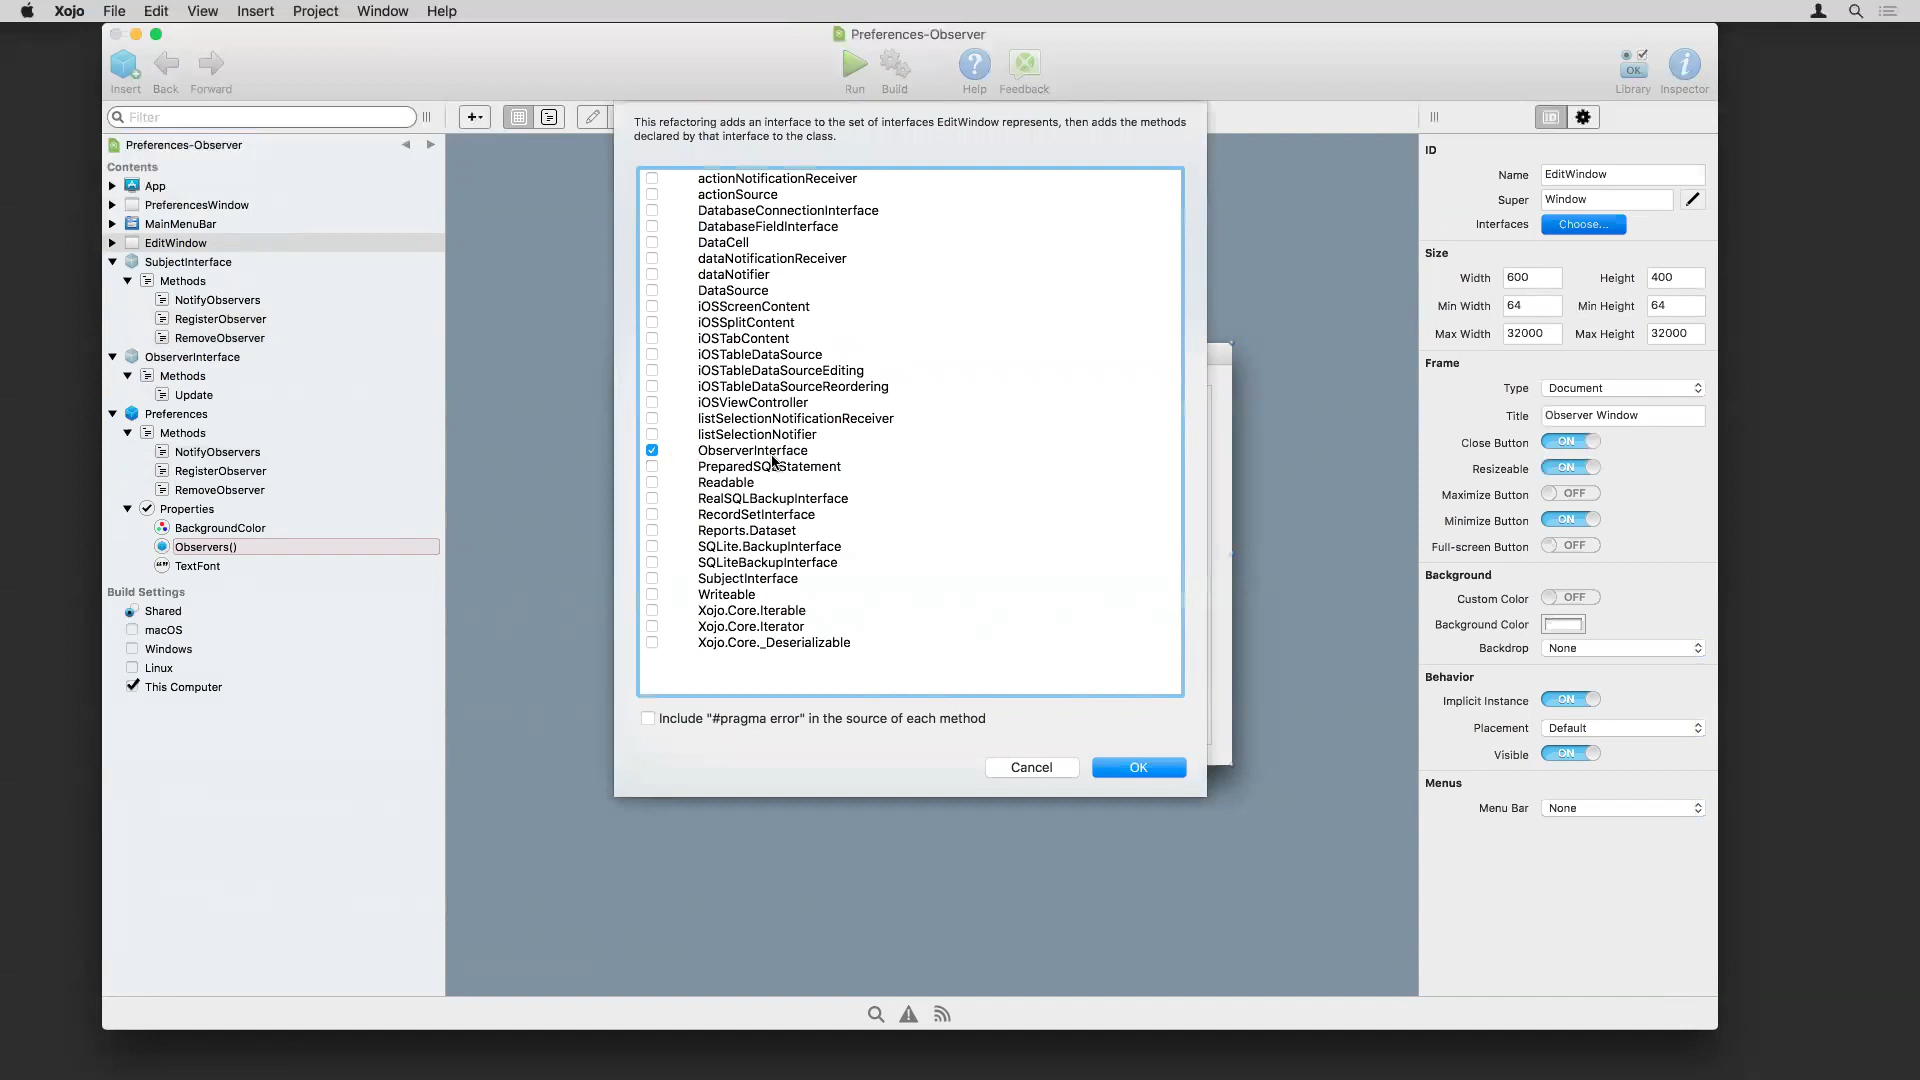 Xojo File Edit View Insert Project Window Help
Preferences-Observer
Insert Back Forward Run Build Help Feedback OK Library Inspector
Filter
Preferences-Observer
Contents
App
PreferencesWindow
MainMenuBar
EditWindow
SubjectInterface
Methods
NotifyObservers
RegisterObserver
RemoveObserver
ObserverInterface
Methods
Update
Preferences
Methods
NotifyObservers
RegisterObserver
RemoveObserver
Properties
BackgroundColor
Observers()
TextFont
Build Settings
Shared
macOS
Windows
Linux
This Computer
This refactoring adds an interface to the set of interfaces EditWindow represents, then adds the methods
declared by that interface to the class.
actionNotificationReceiver
actionSource
DatabaseConnectionInterface
DatabaseFieldInterface
DataCell
dataNotificationReceiver
dataNotifier
DataSource
iOSScreenContent
iOSSplitContent
iOSTabContent
iOSTableDataSource
iOSTableDataSourceEditing
iOSTableDataSourceReordering
iOSViewController
listSelectionNotificationReceiver
listSelectionNotifier
ObserverInterface
PreparedSQLStatement
Readable
RealSQLBackupInterface
RecordSetInterface
Reports.Dataset
SQLite.BackupInterface
SQLiteBackupInterface
SubjectInterface
Writeable
Xojo.Core.Iterable
Xojo.Core.Iterator
Xojo.Core._Deserializable
Include "#pragma error" in the source of each method
Cancel OK
ID
ID
Name EditWindow
Super Window
Interfaces Choose...
Size
Width 600 Height 400
Min Width 64 Min Height 64
Max Width 32000 Max Height 32000
Frame
Type Document
Title Observer Window
Close Button ON
Resizeable ON
Maximize Button OFF
Minimize Button ON
Full-screen Button OFF
Background
Custom Color OFF
Background Color
Backdrop None
Behavior
Implicit Instance ON
Placement Default
Visible ON
Menus
Menu Bar None